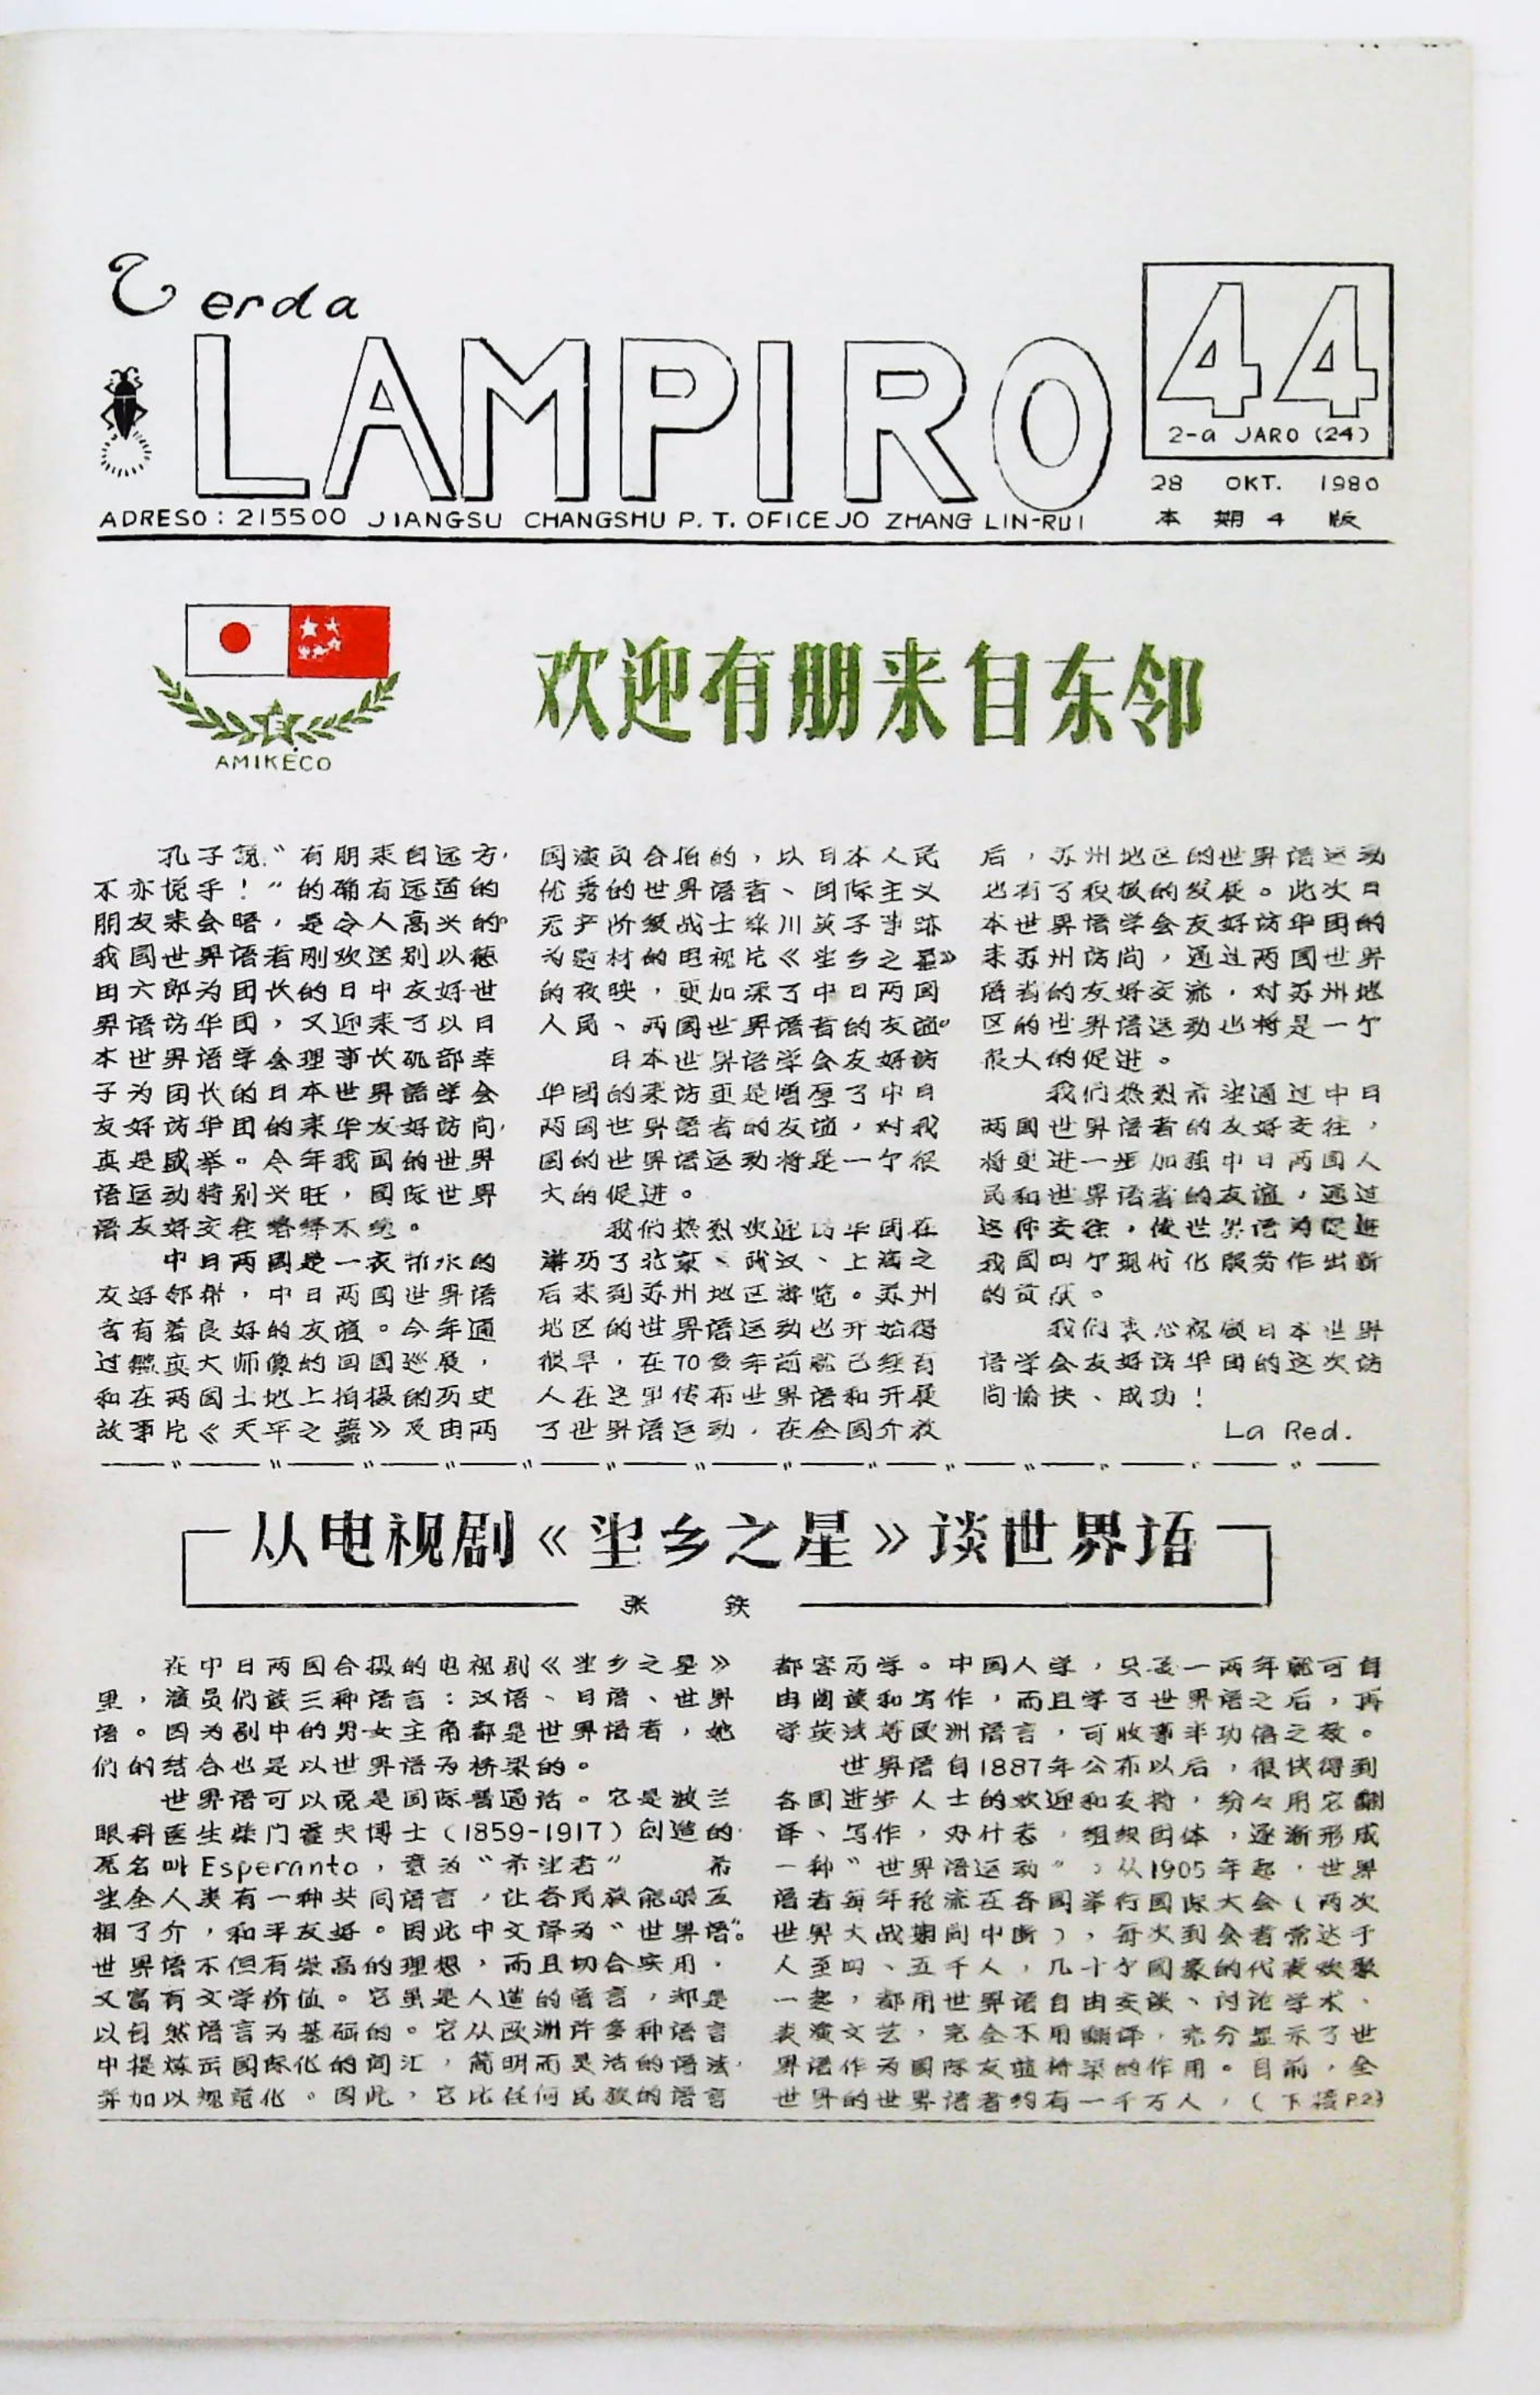 Verda
LAMPIRO
44
2-a JARO (24)
28 OKT. 1980
本期4版
ADRESO: 215500 JIANGSU CHANGSHU P.T.OFICEJO ZHANG LIN-RUI
AMIKECO
欢迎有朋来自东邻
孔子说“有朋来自远方，
不亦悦乎！”的确有远道的
朋友来会晤，是令人高兴的。
我国世界语者刚欢送别以穗
田六郎为团长的日中友好世
界语访华团，又迎来了以日
本世界语学会理事长矶部幸
子为团长的日本世界语学会
友好访华团的来华友好访问，
真是盛举。今年我国的世界
语运动特别兴旺，国际世界
语友好交往络绎不绝。
中日两国是一衣带水的
友好邻邦，中日两国世界语
者有着良好的友谊。今年通
过鉴真大师像的回国巡展，
和在两国土地上拍摄的历史
故事片《天平之甍》及由两
国演员合拍的，以日本人民
优秀的世界语者、国际主义
无产阶级战士绿川英子事迹
为题材的电视片《望乡之星》
的夜映，更加深了中日两国
人民、两国世界语者的友谊。
日本世界语学会友好访
华团的来访更是增厚了中日
两国世界语者的友谊，对我
国的世界语运动将是一个很
大的促进。
我们热烈欢迎访华团在
游历了北京、武汉、上海之
后来到苏州地区游览。苏州
地区的世界语运动也开始得
很早，在70多年前就已经有
人在这里传布世界语和开展
了世界语运动，在全国介放
后，苏州地区的世界语运动
也有了积极的发展。此次日
本世界语学会友好访华团的
来苏州访问，通过两国世界
语者的友好交流，对苏州地
区的世界语运动也将是一个
很大的促进。
我们热烈希望通过中日
两国世界语者的友好交往，
将更进一步加强中日两国人
民和世界语者的友谊，通过
这种交往，使世界语为促进
我国四个现代化服务作出新
的贡献。
我们衷心祝愿日本世界
语学会友好访华团的这次访
问愉快、成功！
La Red.
从电视剧《望乡之星》谈世界语
张 铁
在中日两国合摄的电视剧《望乡之星》
里，演员们谈三种语言：汉语、日语、世界
语。因为剧中的男女主角都是世界语者，她
们的结合也是以世界语为桥梁的。
世界语可以说是国际普通话。它是波兰
眼科医生柴门霍夫博士（1859-1917）创造的，
原名叫Esperanto，意为“希望者” 希
望全人类有一种共同语言，让各民族能够互
相了介，和平友好。因此中文译为“世界语”。
世界语不但有崇高的理想，而且切合实用，
又富有文学价值。它虽是人造的语言，却是
以自然语言为基础的。它从欧洲许多种语言
中提炼出国际化的词汇，简明而灵活的语法，
并加以规范化。因此，它比任何民族的语言
都容易学。中国人学，只要一两年就可自
由阅读和写作，而且学了世界语之后，再
学英法等欧洲语言，可收事半功倍之效。
世界语自1887年公布以后，很快得到
各国进步人士的欢迎和支持，纷々用它翻
译、写作，办什志，组织团体，逐渐形成
一种“世界语运动”，从1905年起，世界
语者每年轮流在各国举行国际大会（两次
世界大战期间中断），每次到会者常达千
人至四、五千人，几十个国家的代表欢聚
一起，都用世界语自由交谈、讨论学术、
表演文艺，完全不用翻译，充分显示了世
界语作为国际友谊桥梁的作用。目前，全
世界的世界语者约有一千万人，（下接P.2）